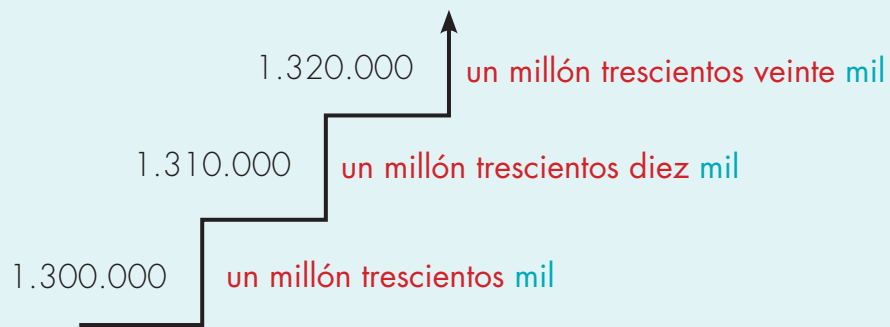 1.320.000 un millón trescientos veinte mil
1.310.000 un millón trescientos diez mil
1.300.000 un millón trescientos mil